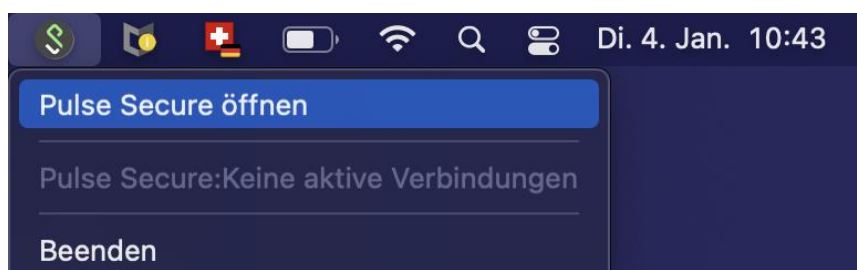 Di. 4. Jan. 10:43
Pulse Secure öffnen
Pulse Secure:Keine aktive Verbindungen
Beenden